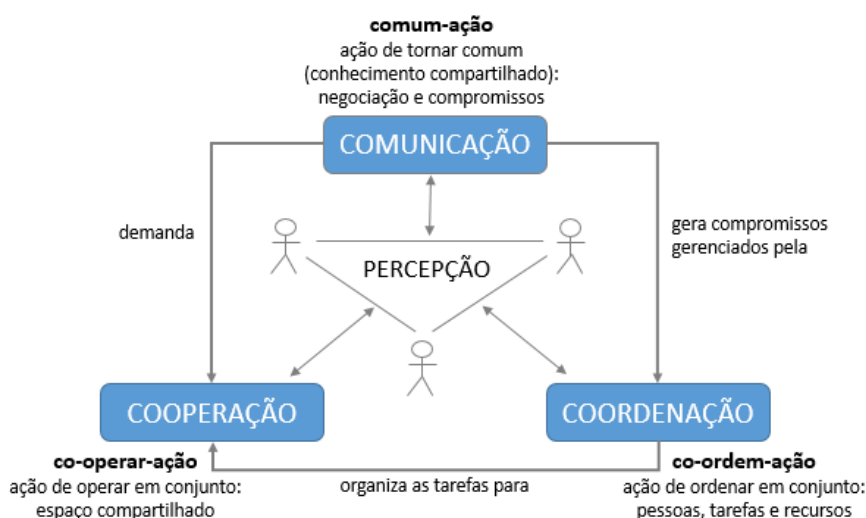 comum-ação
ação de tornar comum
(conhecimento compartilhado):
negociação e compromissos
COMUNICAÇÃO
demanda
gera compromissos
gerenciados pela
PERCEPÇÃO
COOPERAÇÃO
COORDENAÇÃO
co-operar-ação
ação de operar em conjunto:
espaço compartilhado
organiza as tarefas para
co-ordem-ação
ação de ordenar em conjunto:
pessoas, tarefas e recursos